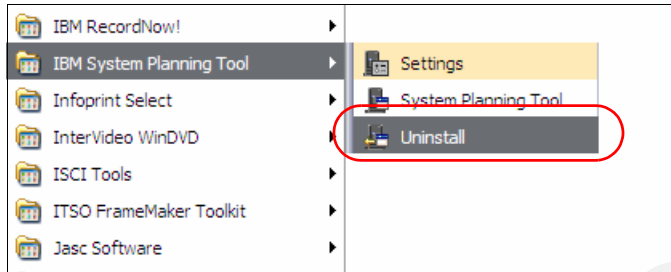 IBM RecordNow!
IBM System Planning Tool
Settings
Infoprint Select
System Planning Tool
InterVideo WinDVD
Uninstall
ISCI Tools
ITSO FrameMaker Toolkit
Jasc Software